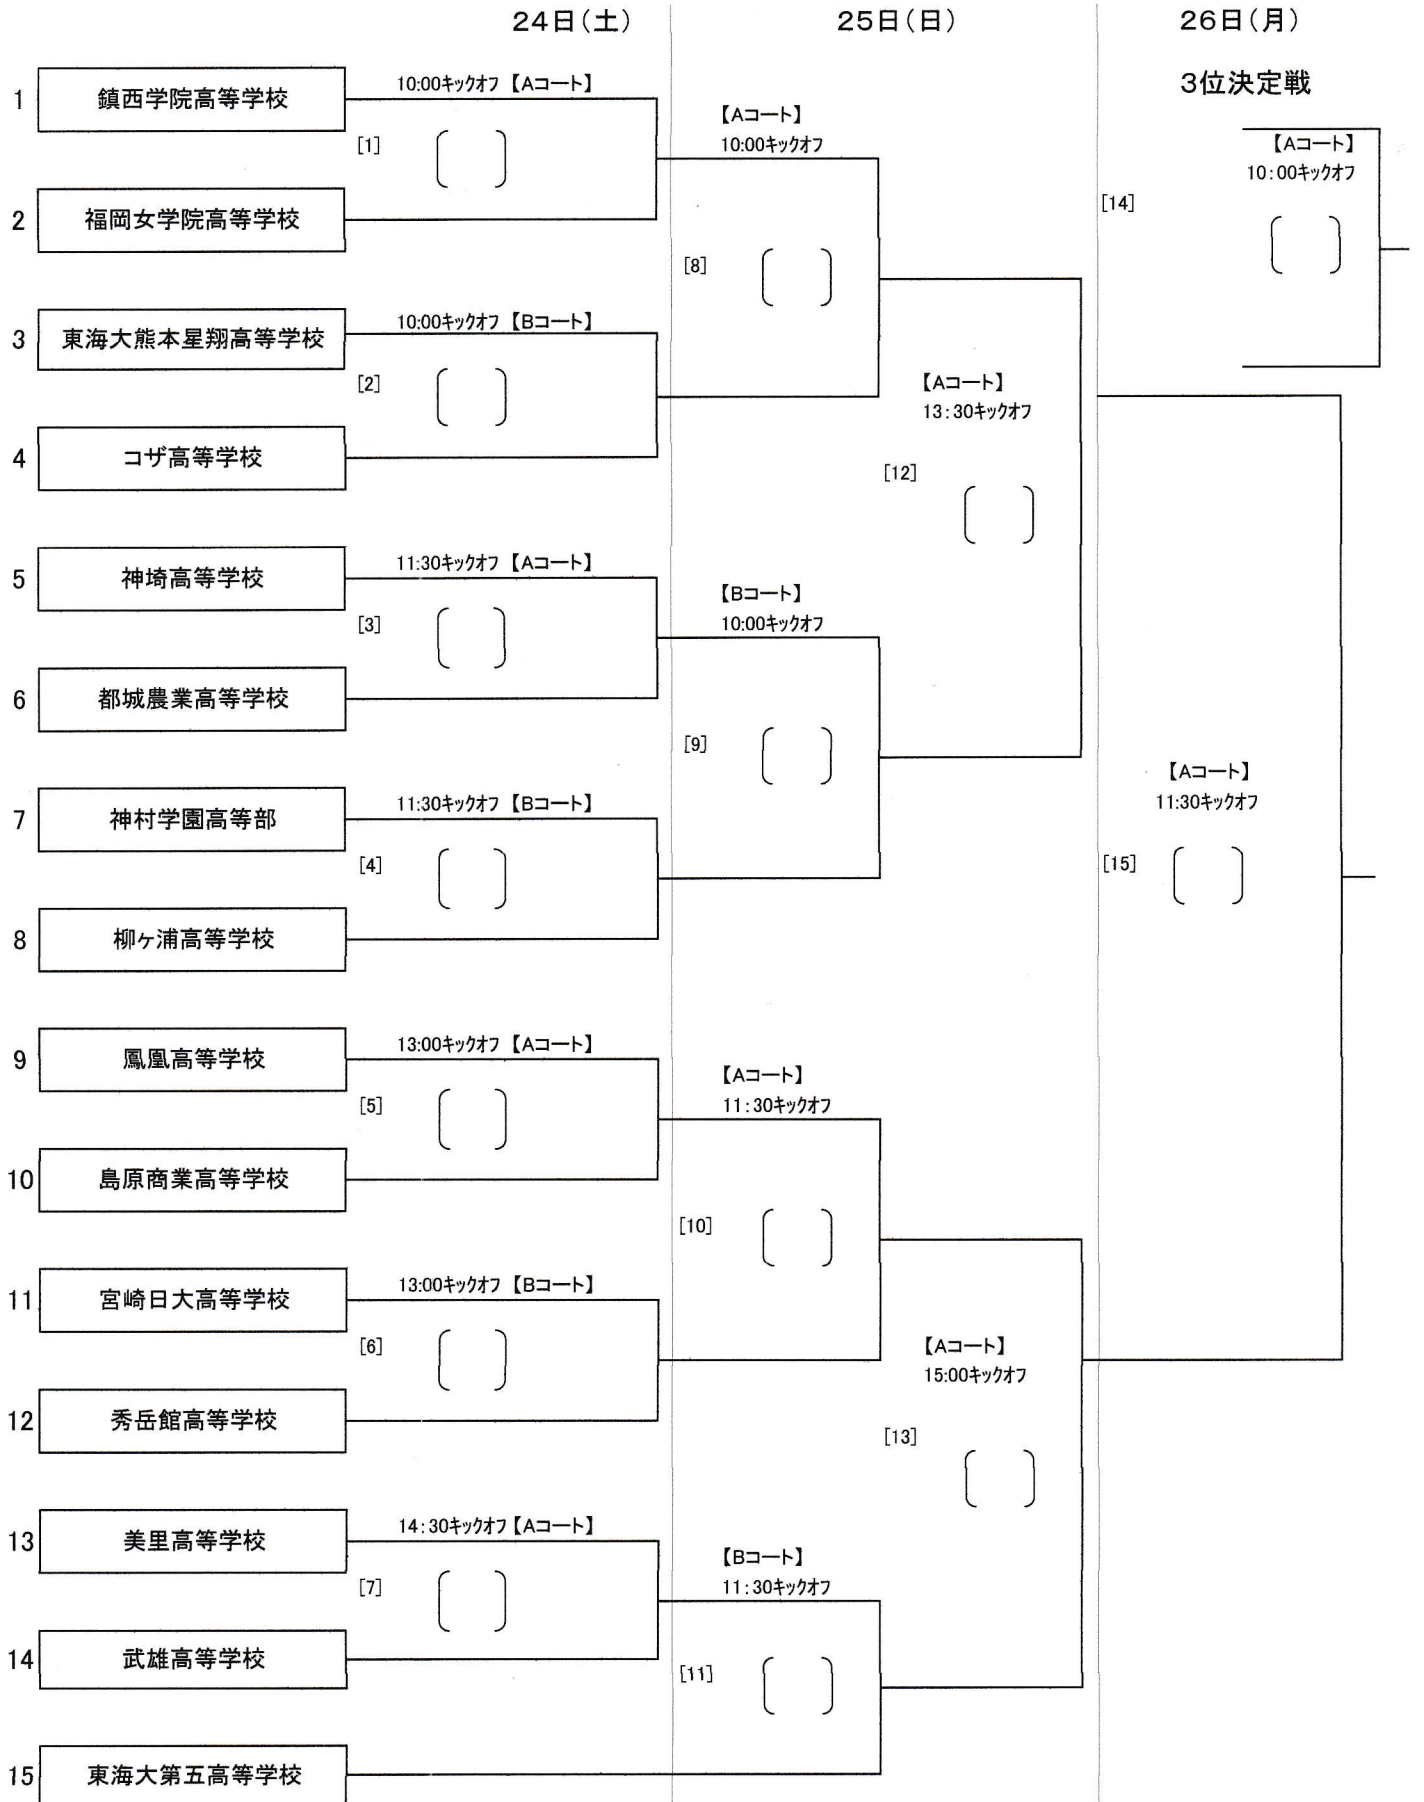 24日(土)
25日(日)
26日(月)
3位決定戦
1
鎮西学院高等学校
10:00キックオフ【Aコート】
[1]
2
福岡女学院高等学校
3
東海大熊本星翔高等学校
10:00キックオフ【Bコート】
[2]
4
コザ高等学校
5
神埼高等学校
11:30キックオフ【Aコート】
[3]
6
都城農業高等学校
7
神村学園高等部
11:30キックオフ【Bコート】
[4]
8
柳ヶ浦高等学校
9
鳳凰高等学校
13:00キックオフ【Aコート】
[5]
10
島原商業高等学校
11
宮崎日大高等学校
13:00キックオフ【Bコート】
[6]
12
秀岳館高等学校
13
美里高等学校
14:30キックオフ【Aコート】
[7]
14
武雄高等学校
15
東海大第五高等学校
【Aコート】
10:00キックオフ
[8]
【Bコート】
10:00キックオフ
[9]
【Aコート】
11:30キックオフ
[10]
【Bコート】
11:30キックオフ
[11]
【Aコート】
13:30キックオフ
[12]
【Aコート】
15:00キックオフ
[13]
【Aコート】
10:00キックオフ
[14]
【Aコート】
11:30キックオフ
[15]